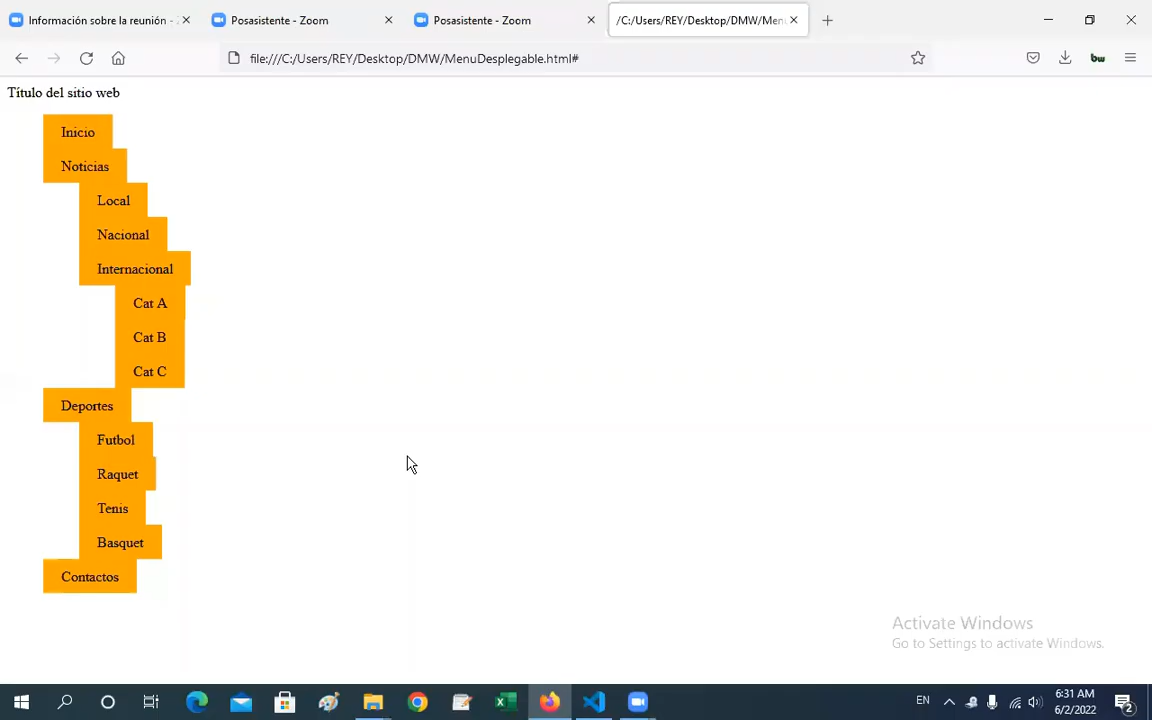 Información sobre la reunión -
Posasistente - Zoom
Posasistente - Zoom
/C:/Users/REY/Desktop/DMW/Men
file:///C:/Users/REY/Desktop/DMW/MenuDesplegable.html#
bw
Título del sitio web
Inicio
Noticias
Local
Nacional
Internacional
Cat A
Cat B
Cat C
Deportes
Futbol
Raquet
Tenis
Basquet
Contactos
Activate Windows
Go to Settings to activate Windows.
EN
6:31 AM
6/2/2022
2